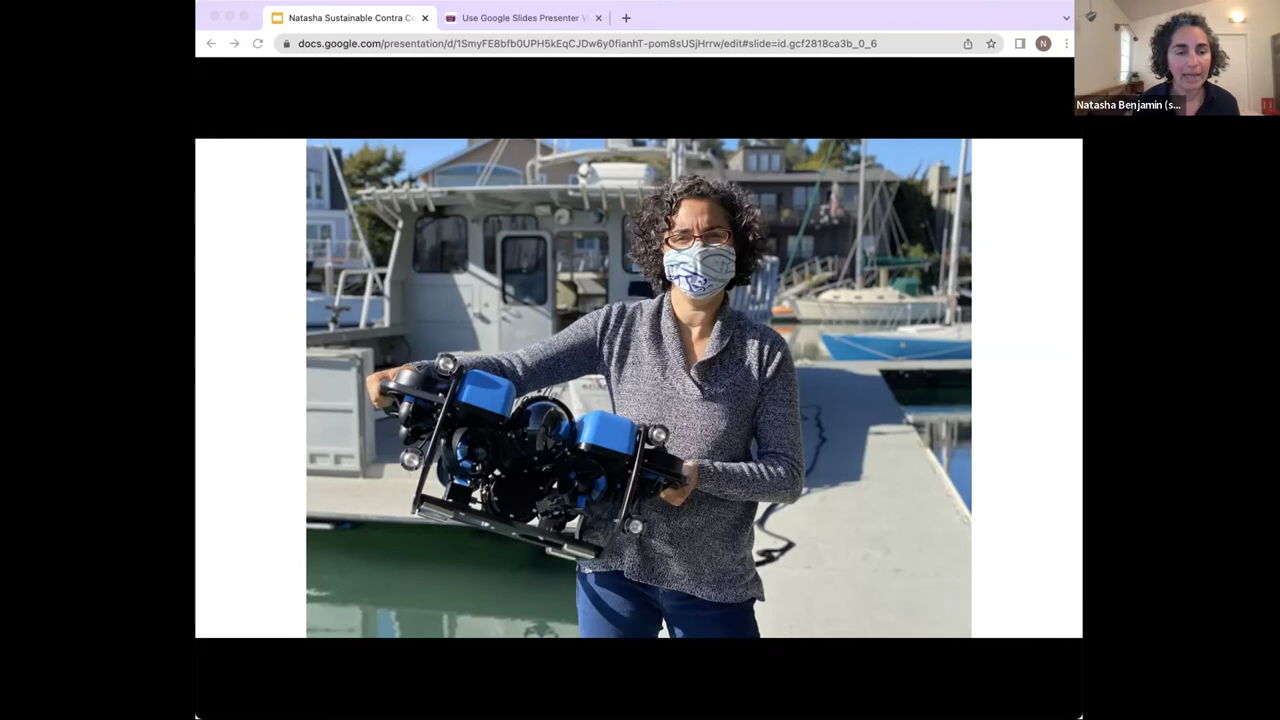 Natasha Sustainable Contra Co
Use Google Slides Presenter V
docs.google.com/presentation/d/1SmyFE8bfb0UPH5kEqCJDw6y0fianhT-pom8sUSjHrrw/edit#slide=id.gcf2818ca3b_0_6
N
Natasha Benjamin (s...